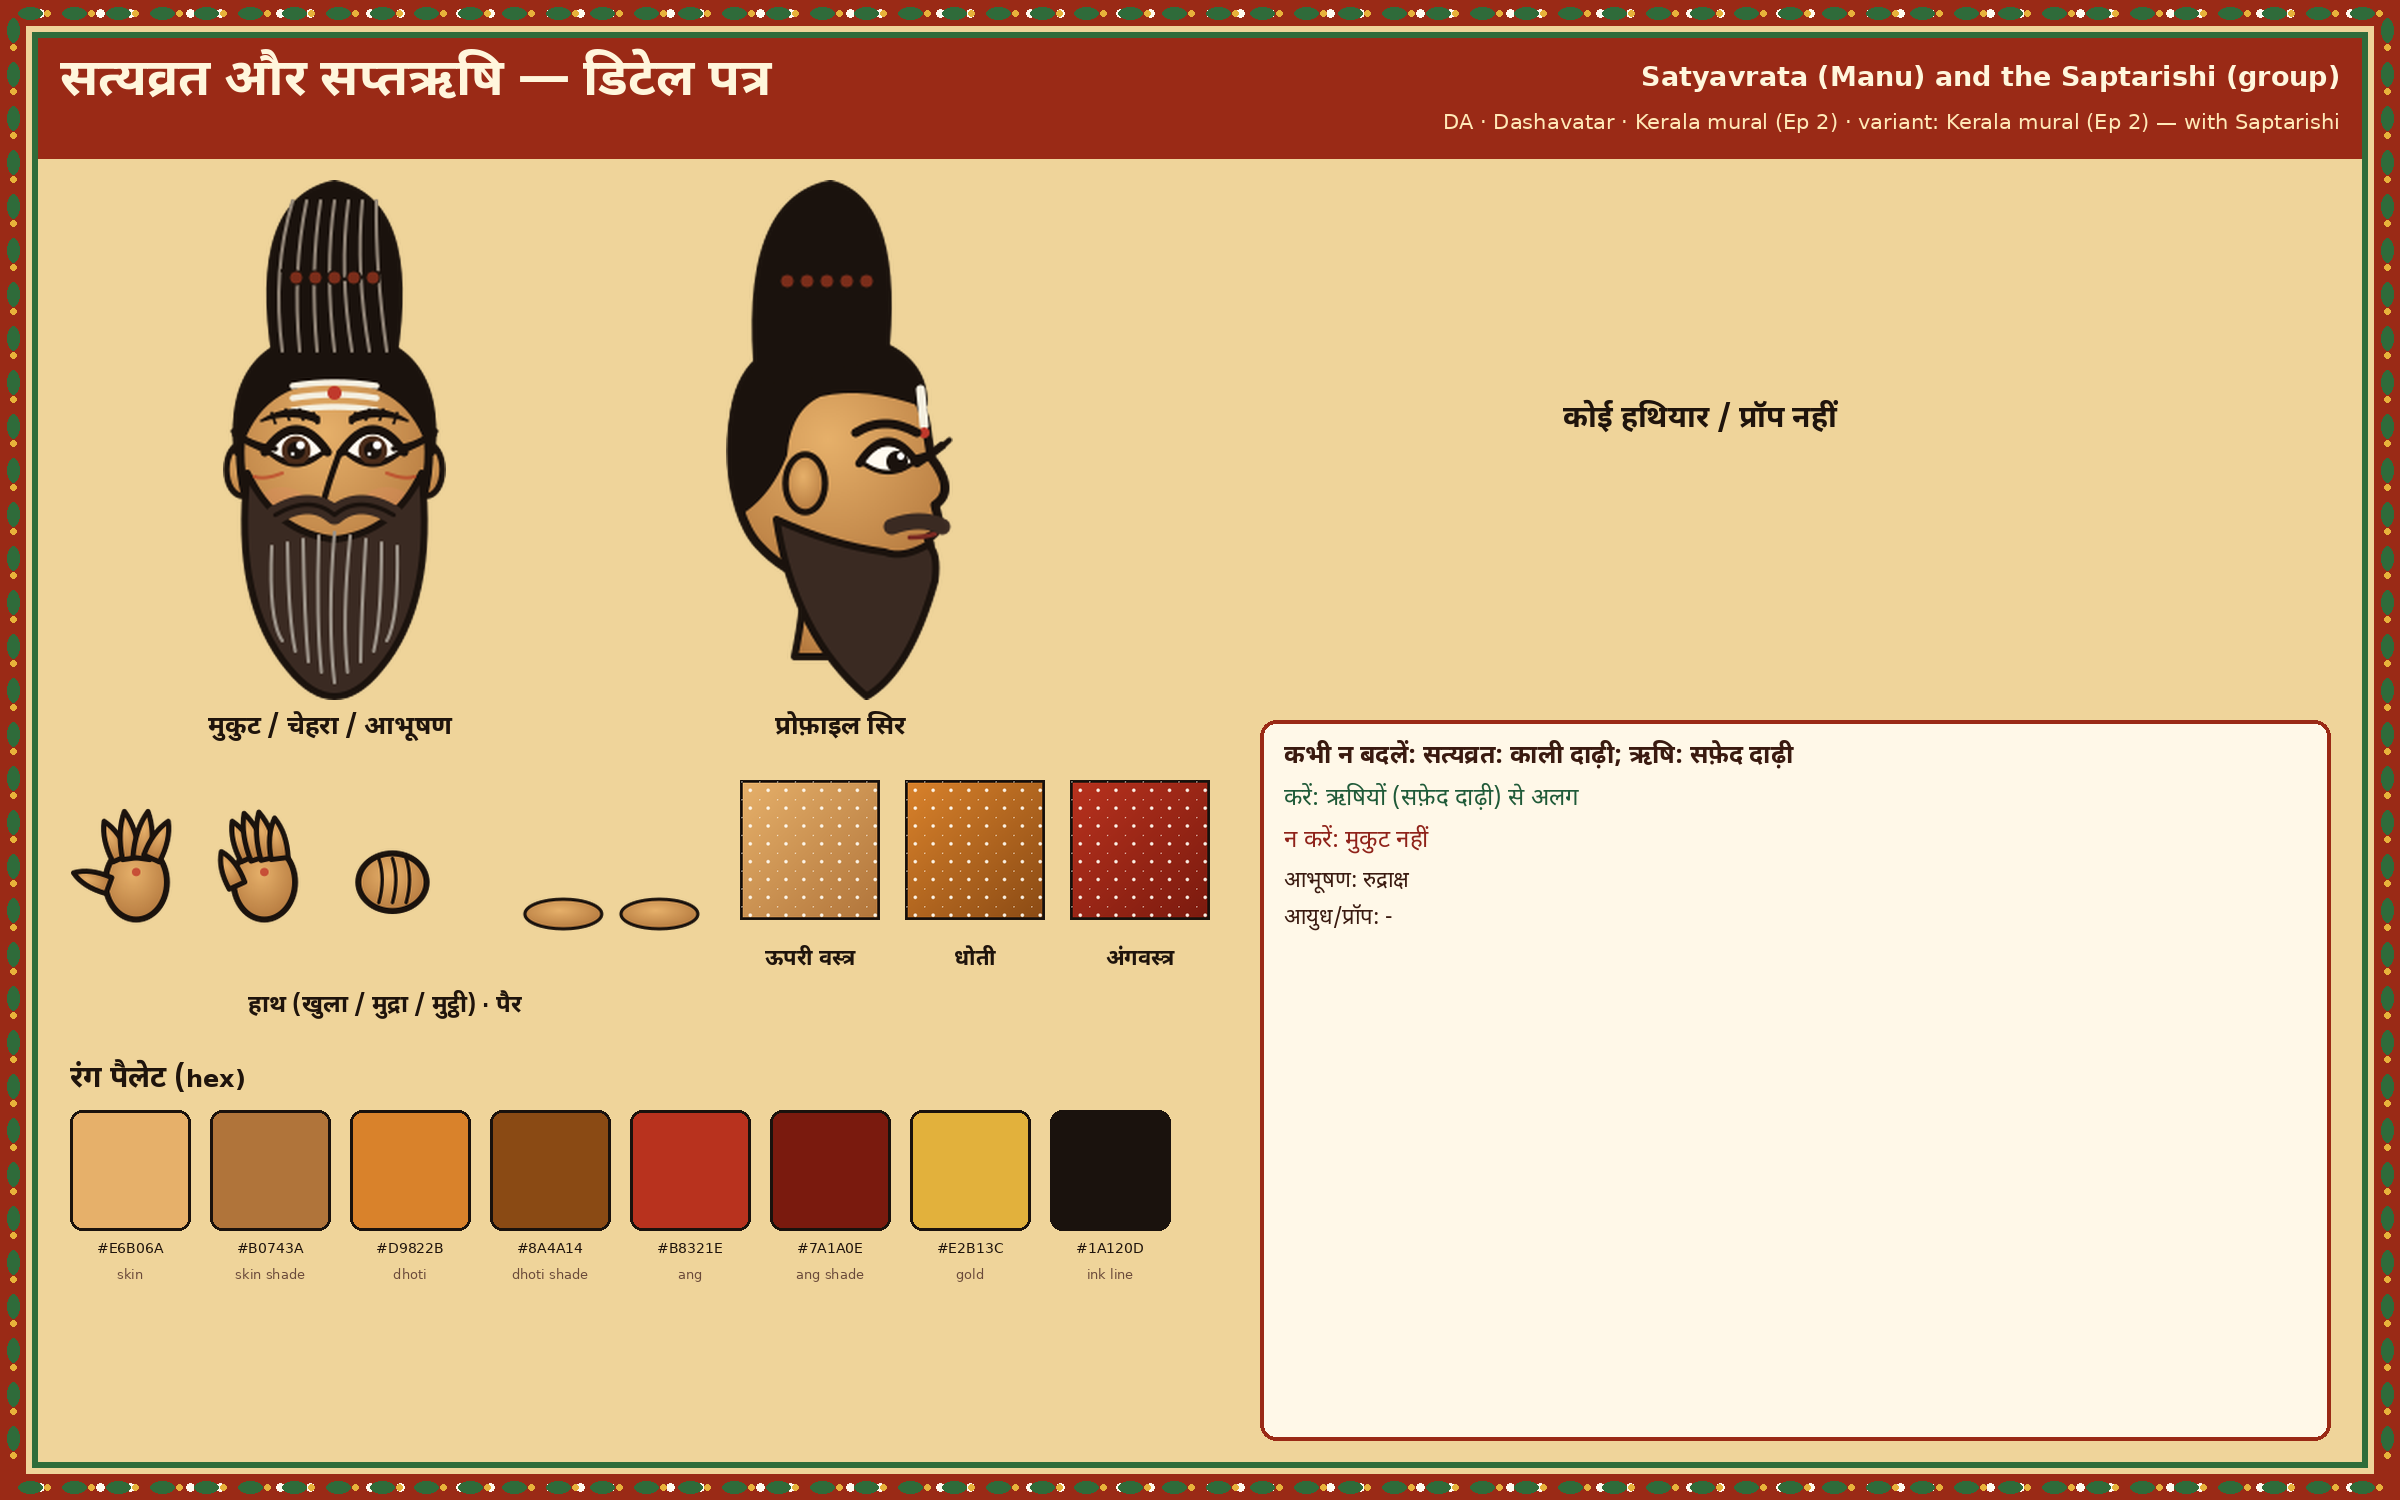 सत्यव्रत और सप्तऋषि — डिटेल पत्र
Satyavrata (Manu) and the Saptarishi (group)
DA · Dashavatar · Kerala mural (Ep 2) · variant: Kerala mural (Ep 2) — with Saptarishi
कोई हथियार / प्रॉप नहीं
मुकुट / चेहरा / आभूषण
प्रोफ़ाइल सिर
कभी न बदलें: सत्यव्रत: काली दाढ़ी; ऋषि: सफ़ेद दाढ़ी
करें: ऋषियों (सफ़ेद दाढ़ी) से अलग
न करें: मुकुट नहीं
आभूषण: रुद्राक्ष
आयुध/प्रॉप: -
ऊपरी वस्त्र
धोती
अंगवस्त्र
हाथ (खुला / मुद्रा / मुट्ठी) · पैर
रंग पैलेट (hex)
#E6B06A
#B0743A
#D9822B
#8A4A14
#B8321E
#7A1A0E
#E2B13C
#1A120D
skin
skin shade
dhoti
dhoti shade
ang
ang shade
gold
ink line